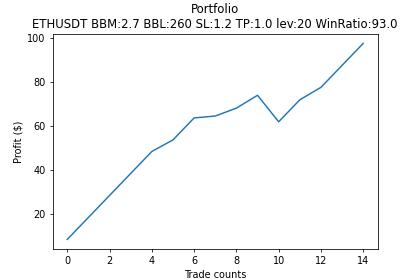 Portfolio
ETHUSDT BBM:2.7 BBL:260 SL:1.2 TP:1.0 lev:20 WinRatio:93.0
100
80
60
40
20
Profit ($)
0 2 4 6 8 10 12 14
Trade counts